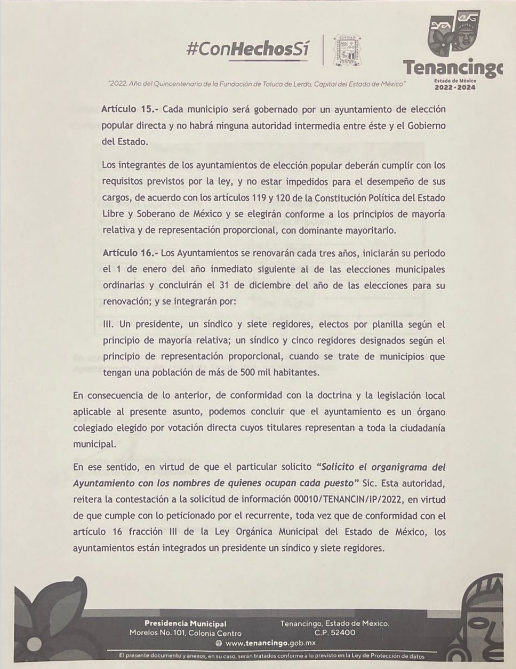 #ConHechosSí
Tenancingo
Estado de México
2022 - 2024
"2022. Año del Quincentenario de la Fundación de Toluca de Lerdo, Capital del Estado de México"
Artículo 15.- Cada municipio será gobernado por un ayuntamiento de elección
popular directa y no habrá ninguna autoridad intermedia entre éste y el Gobierno
del Estado.
Los integrantes de los ayuntamientos de elección popular deberán cumplir con los
requisitos previstos por la ley, y no estar impedidos para el desempeño de sus
cargos, de acuerdo con los artículos 119 y 120 de la Constitución Política del Estado
Libre y Soberano de México y se elegirán conforme a los principios de mayoría
relativa y de representación proporcional, con dominante mayoritario.
Artículo 16.- Los Ayuntamientos se renovarán cada tres años, iniciarán su periodo
el 1 de enero del año inmediato siguiente al de las elecciones municipales
ordinarias y concluirán el 31 de diciembre del año de las elecciones para su
renovación; y se integrarán por:
III. Un presidente, un síndico y siete regidores, electos por planilla según el
principio de mayoría relativa; un síndico y cinco regidores designados según el
principio de representación proporcional, cuando se trate de municipios que
tengan una población de más de 500 mil habitantes.
En consecuencia de lo anterior, de conformidad con la doctrina y la legislación local
aplicable al presente asunto, podemos concluir que el ayuntamiento es un órgano
colegiado elegido por votación directa cuyos titulares representan a toda la ciudadanía
municipal.
En ese sentido, en virtud de que el particular solicito "Solicito el organigrama del
Ayuntamiento con los nombres de quienes ocupan cada puesto" Sic. Esta autoridad,
reitera la contestación a la solicitud de información 00010/TENANCIN/IP/2022, en virtud
de que cumple con lo peticionado por el recurrente, toda vez que de conformidad con el
artículo 16 fracción III de la Ley Orgánica Municipal del Estado de México, los
ayuntamientos están integrados un presidente un síndico y siete regidores.
Presidencia Municipal
Morelos No. 101, Colonia Centro
Tenancingo, Estado de México.
C.P. 52400
www.tenancingo.gob.mx
El presente documento y anexos, en su caso, serán tratados conforme a lo previsto en la Ley de Protección de datos